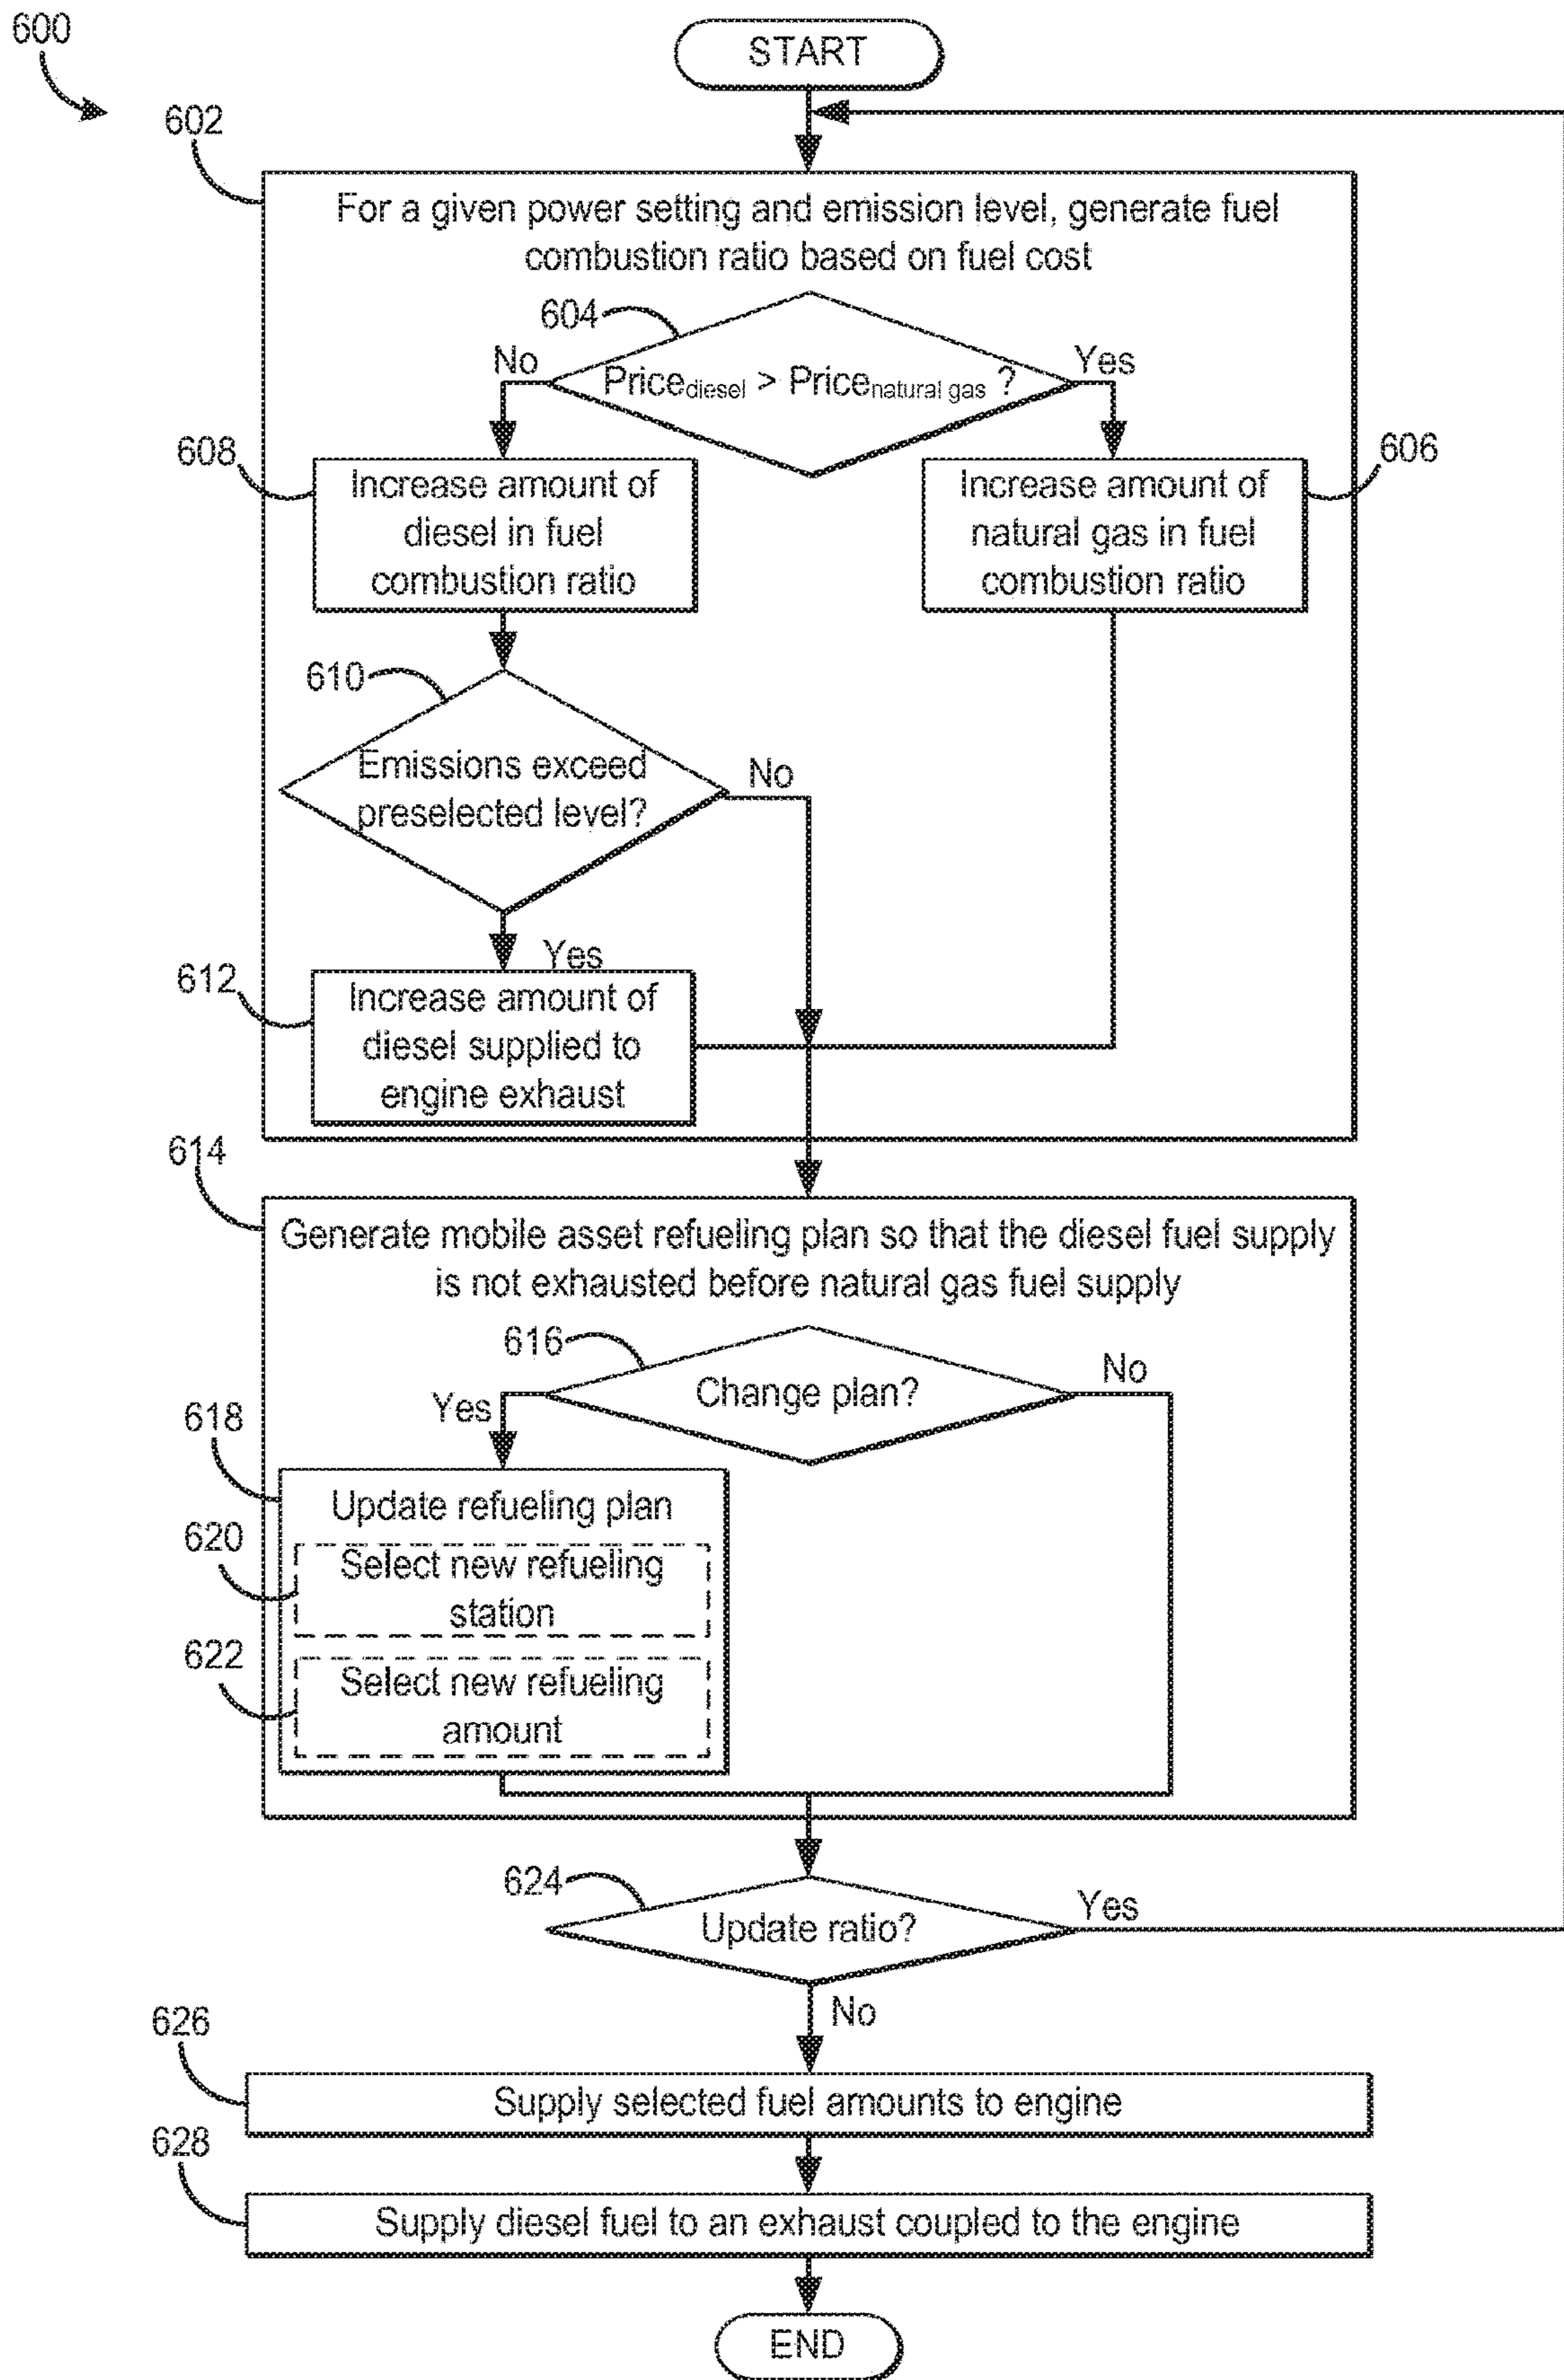 600
START
602
For a given power setting and emission level, generate fuel
combustion ratio based on fuel cost
604
No
Yes
Pricediesel > Pricenatural gas ?
608
606
Increase amount of
diesel in fuel
combustion ratio
Increase amount of
natural gas in fuel
combustion ratio
610
Emissions exceed
preselected level?
No
Yes
612
Increase amount of
diesel supplied to
engine exhaust
614
Generate mobile asset refueling plan so that the diesel fuel supply
is not exhausted before natural gas fuel supply
616
Change plan?
No
Yes
618
Update refueling plan
620
Select new refueling
station
622
Select new refueling
amount
624
Update ratio?
Yes
No
626
Supply selected fuel amounts to engine
628
Supply diesel fuel to an exhaust coupled to the engine
END